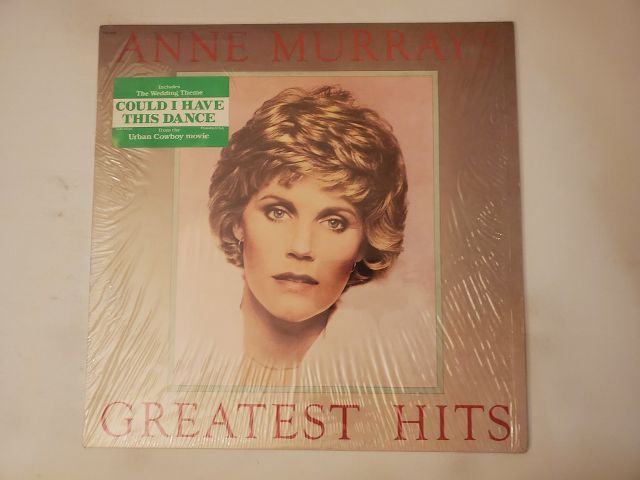 ANNE MURRAY'S
Includes
The Wedding Theme
COULD I HAVE
THIS DANCE
from the
Urban Cowboy movie
GREATEST HITS